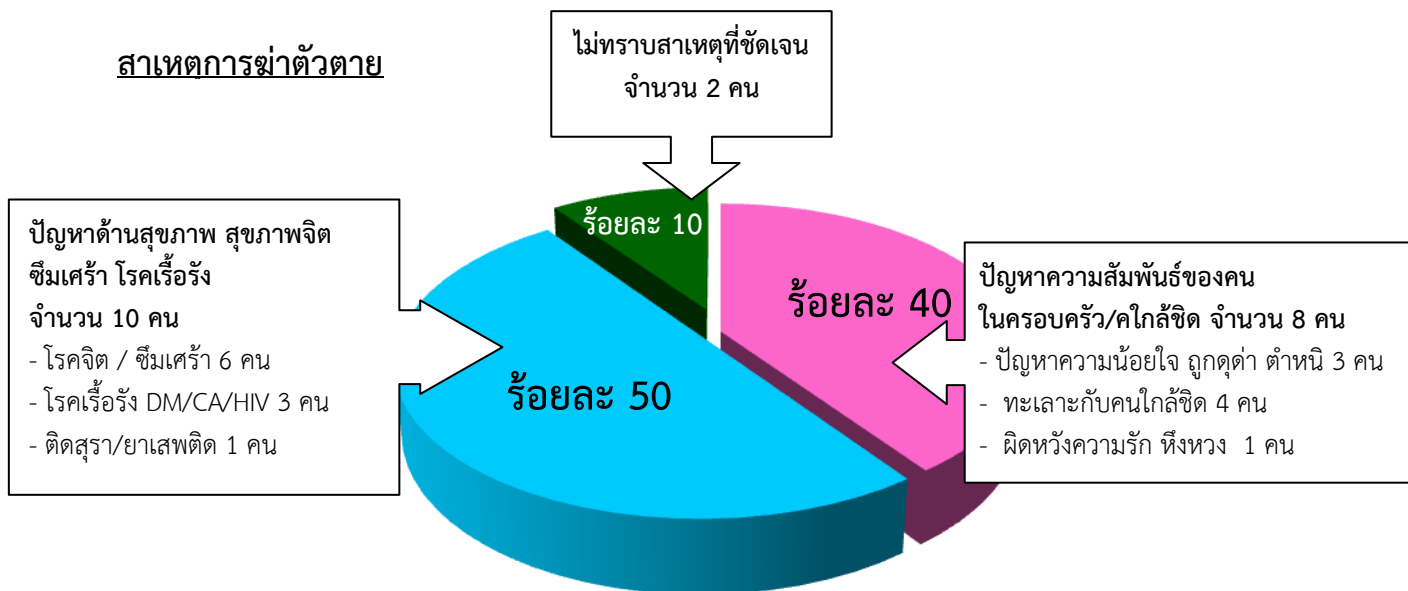 สาเหตุการฆ่าตัวตาย
ไม่ทราบสาเหตุที่ชัดเจน
จำนวน 2 คน
ร้อยละ 10
ปัญหาด้านสุขภาพ สุขภาพจิต
ซึมเศร้า โรคเรื้อรัง
จำนวน 10 คน
- โรคจิต / ซึมเศร้า 6 คน
- โรคเรื้อรัง DM/CA/HIV 3 คน
- ติดสุรา/ยาเสพติด 1 คน
ร้อยละ 50
ร้อยละ 40
ปัญหาความสัมพันธ์ของคน
ในครอบครัว/คใกล้ชิด จำนวน 8 คน
- ปัญหาความน้อยใจ ถูกดุด่า ตำหนิ 3 คน
- ทะเลาะกับคนใกล้ชิด 4 คน
- ผิดหวังความรัก หึงหวง 1 คน